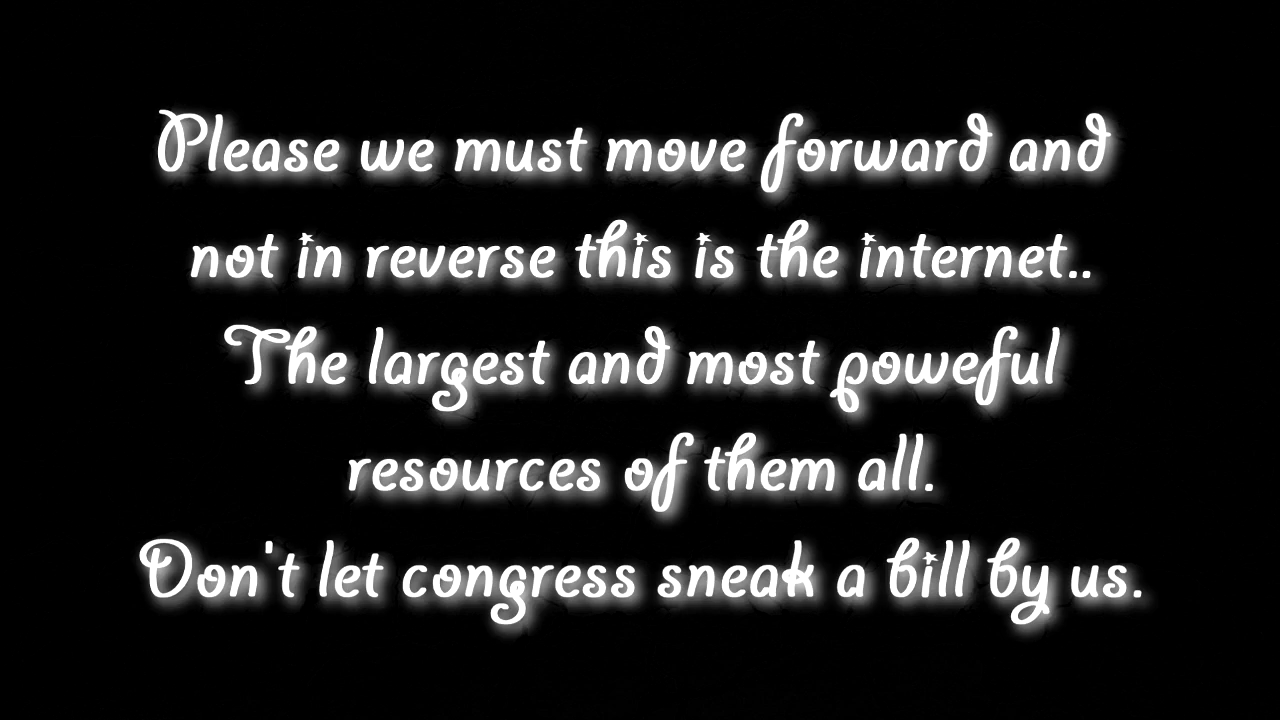 Please we must move forward and
not in reverse this is the internet..
The largest and most poweful
resources of them all.
Don't let congress sneak a bill by us.